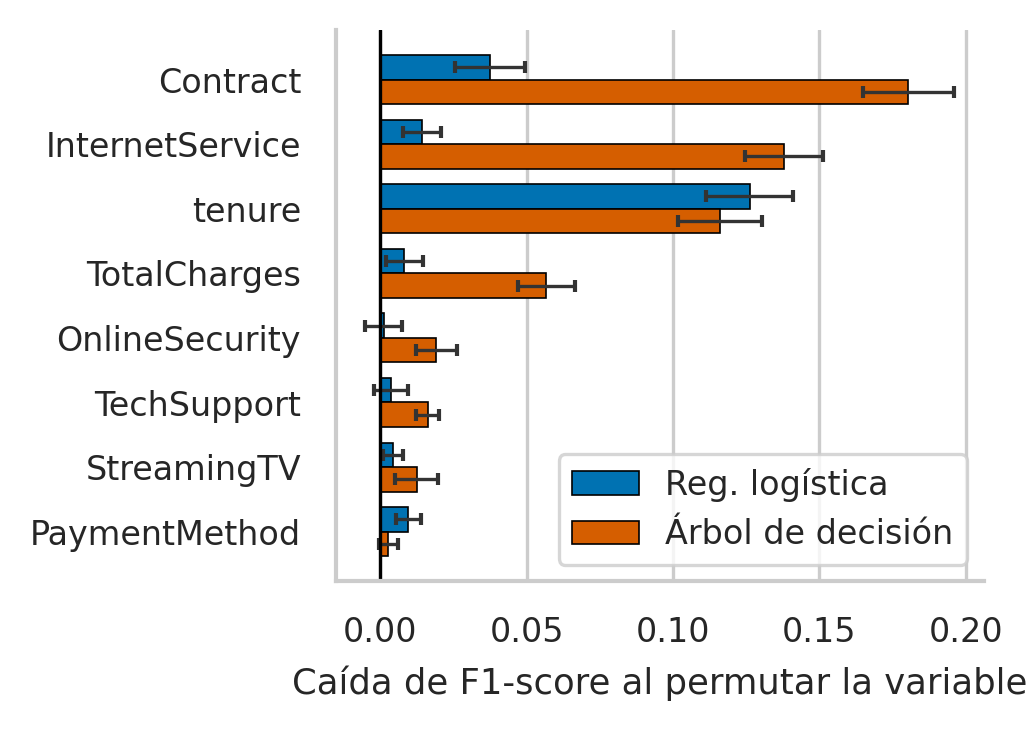 Contract
InternetService
tenure
TotalCharges
OnlineSecurity
TechSupport
StreamingTV
PaymentMethod
Reg. logística
Árbol de decisión
0.00 0.05 0.10 0.15 0.20
Caída de F1-score al permutar la variable